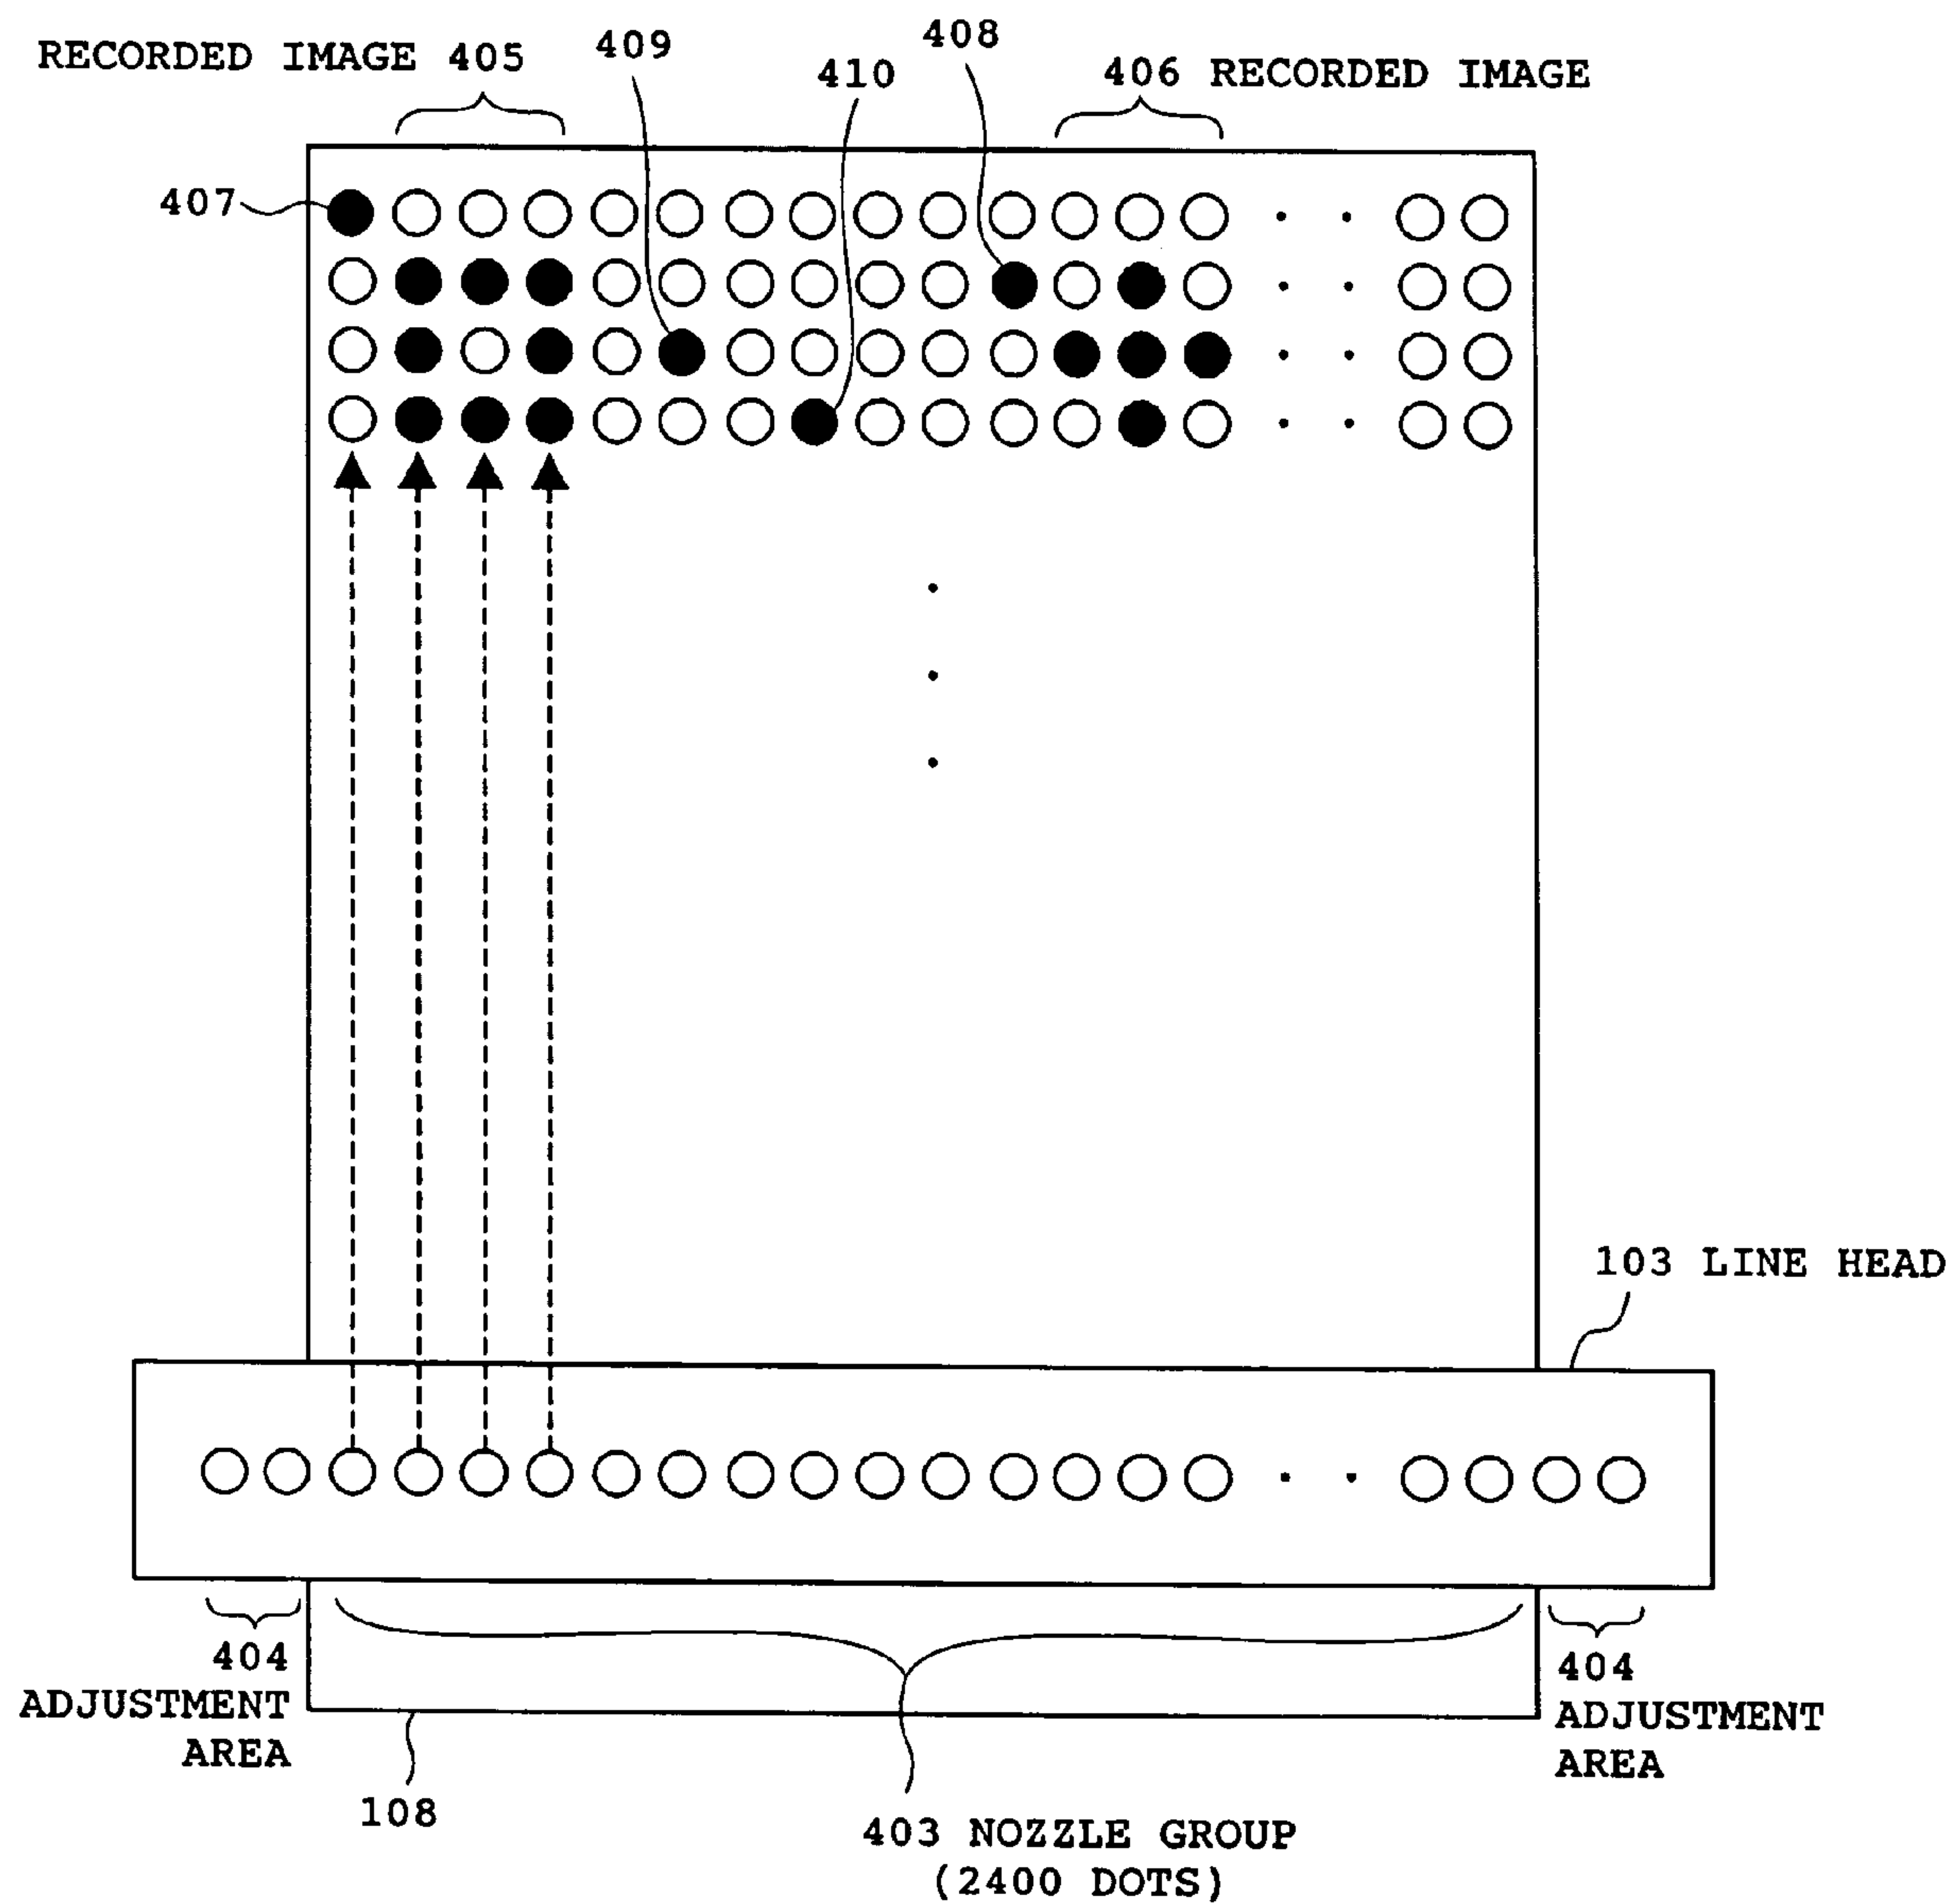 RECORDED IMAGE 405
409
410
408
406 RECORDED IMAGE
407
103 LINE HEAD
404
ADJUSTMENT
AREA
404
ADJUSTMENT
AREA
108
403 NOZZLE GROUP
(2400 DOTS)